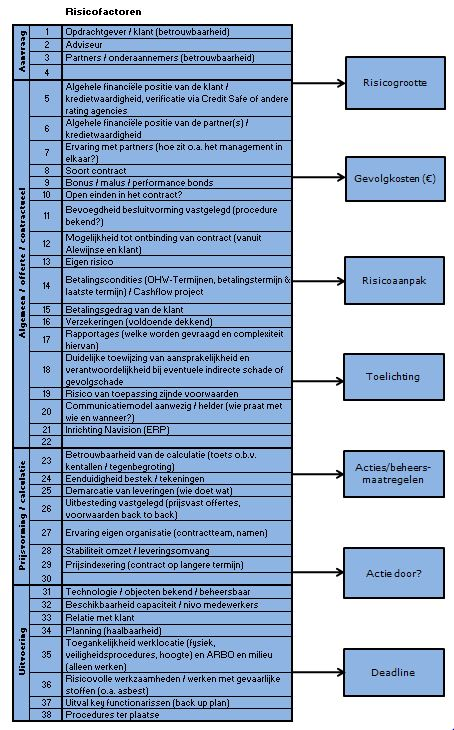 Risicofactoren
Aanvraag
1 Opdrachtgever / klant (betrouwbaarheid)
2 Adviseur
3 Partners / onderaannemers (betrouwbaarheid)
4
Algemeen / offerte / contractueel
5 Algehele financiële positie van de klant /
kredietwaardigheid, verificatie via Credit Safe of andere
rating agencies
6 Algehele financiële positie van de partner(s) /
kredietwaardigheid
7 Ervaring met partners (hoe zit o.a. het management in
elkaar?)
8 Soort contract
9 Bonus / malus / performance bonds
10 Open einden in het contract?
11 Bevoegdheid besluitvorming vastgelegd (procedure
bekend?)
12 Mogelijkheid tot ontbinding van contract (vanuit
Alewijnse en klant)
13 Eigen risico
14 Betalingscondities (OHW-Termijnen, betalingstermijn &
laatste termijn) / Cashflow project
15 Betalingsgedrag van de klant
16 Verzekeringen (voldoende dekkend)
17 Rapportages (welke worden gevraagd en complexiteit
hiervan)
18 Duidelijke toewijzing van aansprakelijkheid en
verantwoordelijkheid bij eventuele indirecte schade of
gevolgschade
19 Risico van toepassing zijnde voorwaarden
20 Communicatiemodel aanwezig / helder (wie praat met
wie en wanneer?)
21 Inrichting Navision (ERP)
22
Prijsvorming / calculatie
23 Betrouwbaarheid van de calculatie (toets o.b.v.
kentallen / tegenbegroting)
24 Eenduidigheid bestek / tekeningen
25 Demarcatie van leveringen (wie doet wat)
26 Uitbesteding vastgelegd (prijsvast offertes,
voorwaarden back to back)
27 Ervaring eigen organisatie (contractteam, namen)
28 Stabiliteit omzet / leveringsomvang
29 Prijsindexering (contract op langere termijn)
30
Uitvoering
31 Technologie / objecten bekend / beheersbaar
32 Beschikbaarheid capaciteit / nivo medewerkers
33 Relatie met klant
34 Planning (haalbaarheid)
35 Toegankelijkheid werklocatie (fysiek,
veiligheidsprocedures, hoogte) en ARBO en milieu
(alleen werken)
36 Risicovolle werkzaamheden / werken met gevaarlijke
stoffen (o.a. asbest)
37 Uitval key functionarissen (back up plan)
38 Procedures ter plaatse
Risicogrootte
Gevolgkosten (€)
Risicoaanpak
Toelichting
Acties/beheers-
maatregelen
Actie door?
Deadline